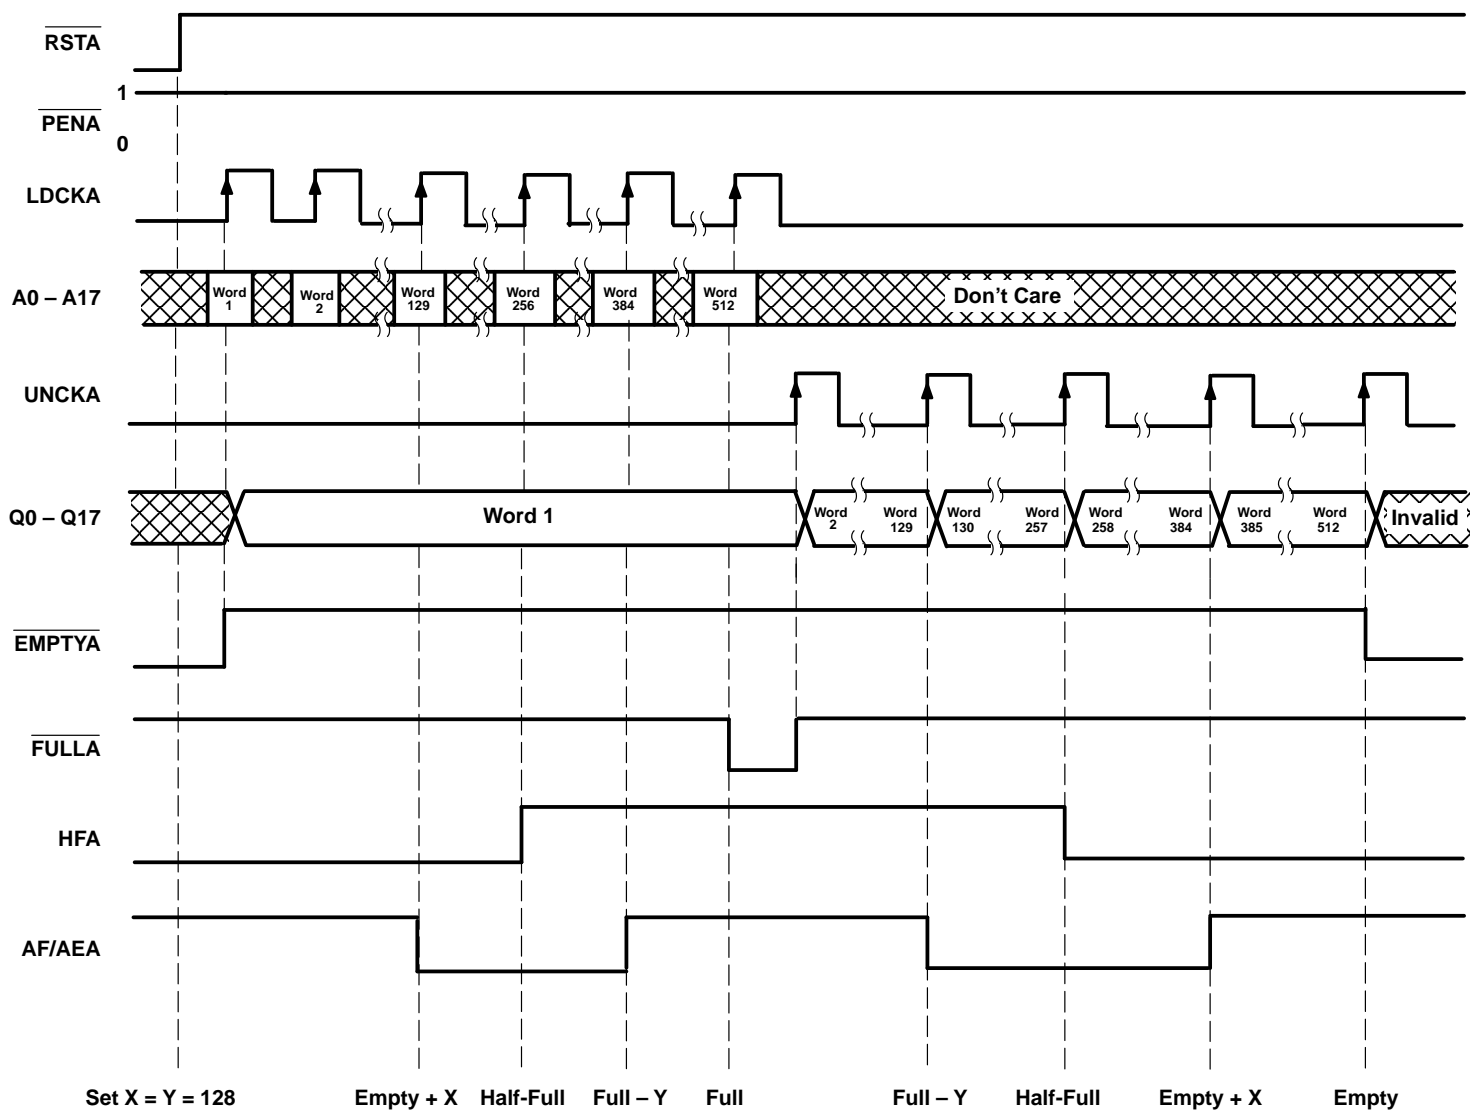 RSTA
1
PENA
0
LDCKA
A0 – A17
Word 1
Word 2
Word 129
Word 256
Word 384
Word 512
Don't Care
UNCKA
Q0 – Q17
Word 1
Word 2
Word 129
Word 130
Word 257
Word 258
Word 384
Word 385
Word 512
Invalid
EMPTYA
FULLA
HFA
AF/AEA
Set X = Y = 128
Empty + X
Half-Full
Full – Y
Full
Full – Y
Half-Full
Empty + X
Empty